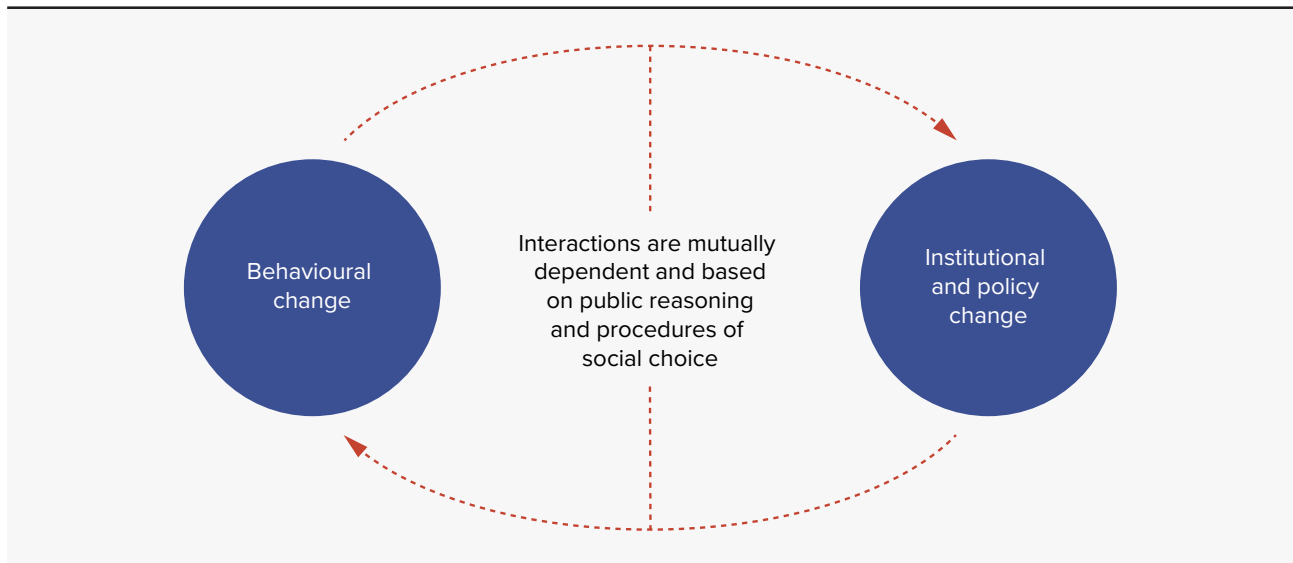 Behavioural
change
Interactions are mutually
dependent and based
on public reasoning
and procedures of
social choice
Institutional
and policy
change